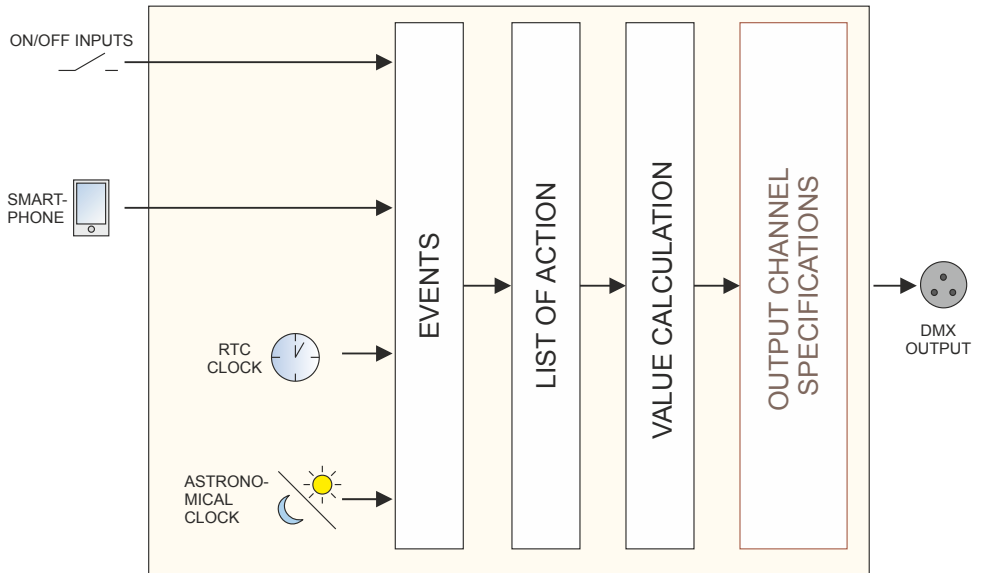 ON/OFF INPUTS
SMART-
PHONE
RTC
CLOCK
ASTRONO-
MICAL
CLOCK
EVENTS
LIST OF ACTION
VALUE CALCULATION
OUTPUT CHANNEL
SPECIFICATIONS
DMX
OUTPUT